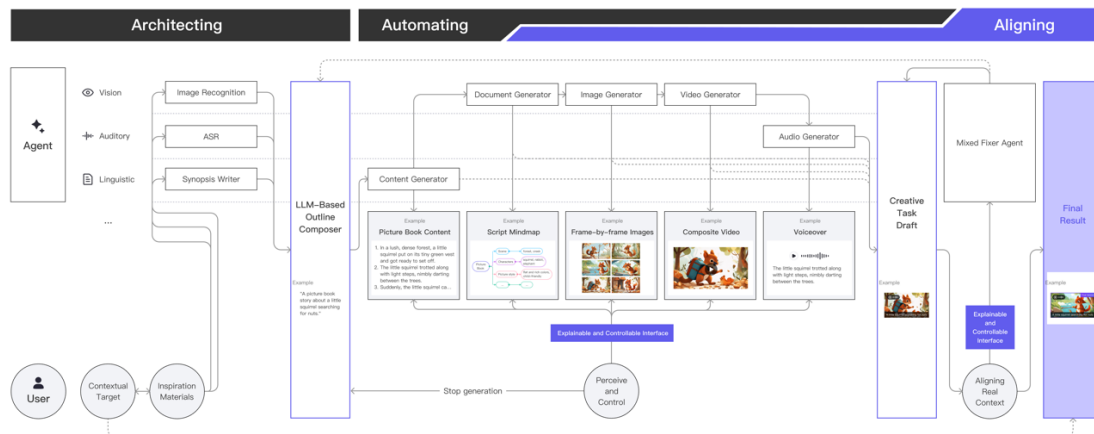 Architecting
Automating
Aligning
Agent
Vision
Auditory
Linguistic
...
Image Recognition
ASR
Synopsis Writer
LLM-Based
Outline
Composer
Example
"A picture book
story about a little
squirrel searching
for nuts."
Document Generator
Image Generator
Video Generator
Audio Generator
Content Generator
Example
Picture Book Content
1. In a lush, dense forest, a little
squirrel put on its tiny green vest
and got ready to set off.
2. The little squirrel trotted along
with light steps, nimbly darting
between the trees.
3. Suddenly, the little squirrel ca...
Example
Script Mindmap
Example
Frame-by-frame Images
Example
Composite Video
Example
Voiceover
The little squirrel trotted along
with light steps, nimbly darting
between the trees.
Explainable and Controllable Interface
Creative
Task
Draft
Example
Mixed Fixer Agent
Explainable
and
Controllable
Interface
Final
Result
Example
User
Contextual
Target
Inspiration
Materials
Stop generation
Perceive
and
Control
Aligning
Real
Context